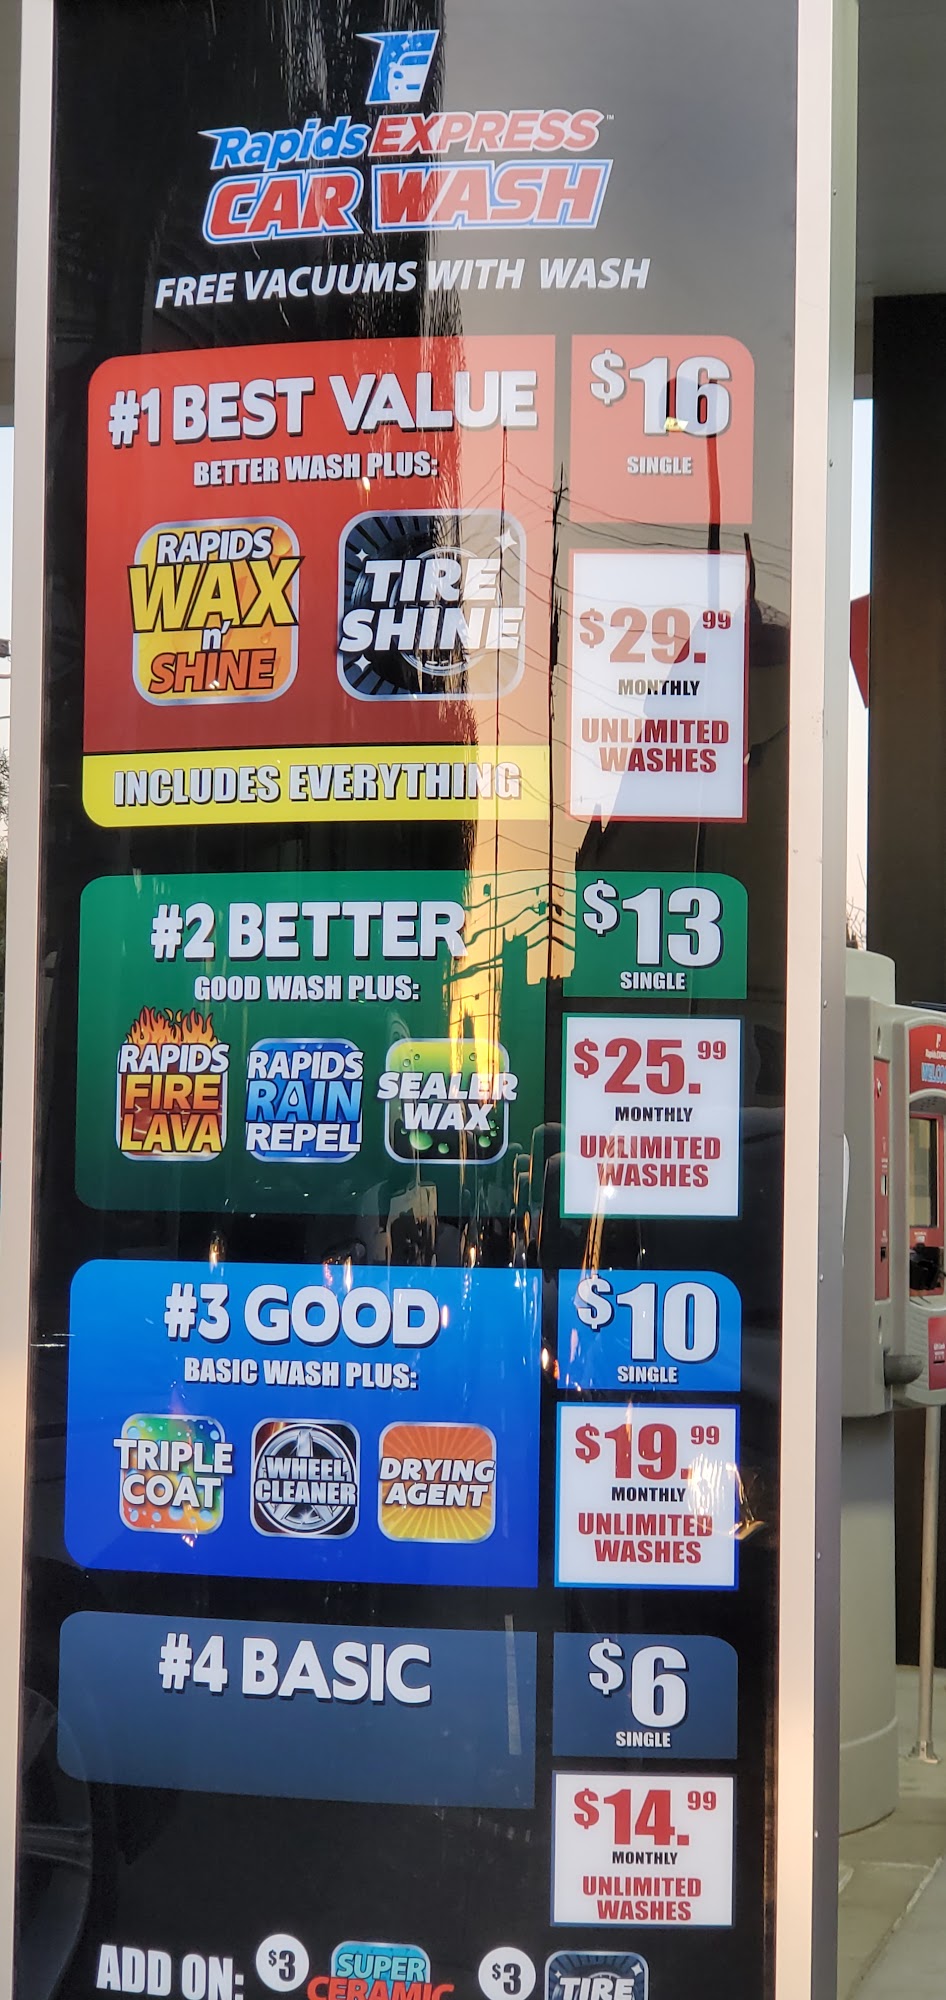 Rapids EXPRESS™
CAR WASH
FREE VACUUMS WITH WASH
#1 BEST VALUE
BETTER WASH PLUS:
$16
SINGLE
RAPIDS
WAX
n'
SHINE
TIRE
SHINE
$29.99
MONTHLY
UNLIMITED
WASHES
INCLUDES EVERYTHING
#2 BETTER
GOOD WASH PLUS:
$13
SINGLE
RAPIDS
FIRE
LAVA
RAPIDS
RAIN
REPEL
SEALER
WAX
$25.99
MONTHLY
UNLIMITED
WASHES
#3 GOOD
BASIC WASH PLUS:
$10
SINGLE
TRIPLE
COAT
WHEEL
CLEANER
DRYING
AGENT
$19.99
MONTHLY
UNLIMITED
WASHES
#4 BASIC
$6
SINGLE
$14.99
MONTHLY
UNLIMITED
WASHES
ADD ON:
$3
SUPER
CERAMIC
$3
TIRE